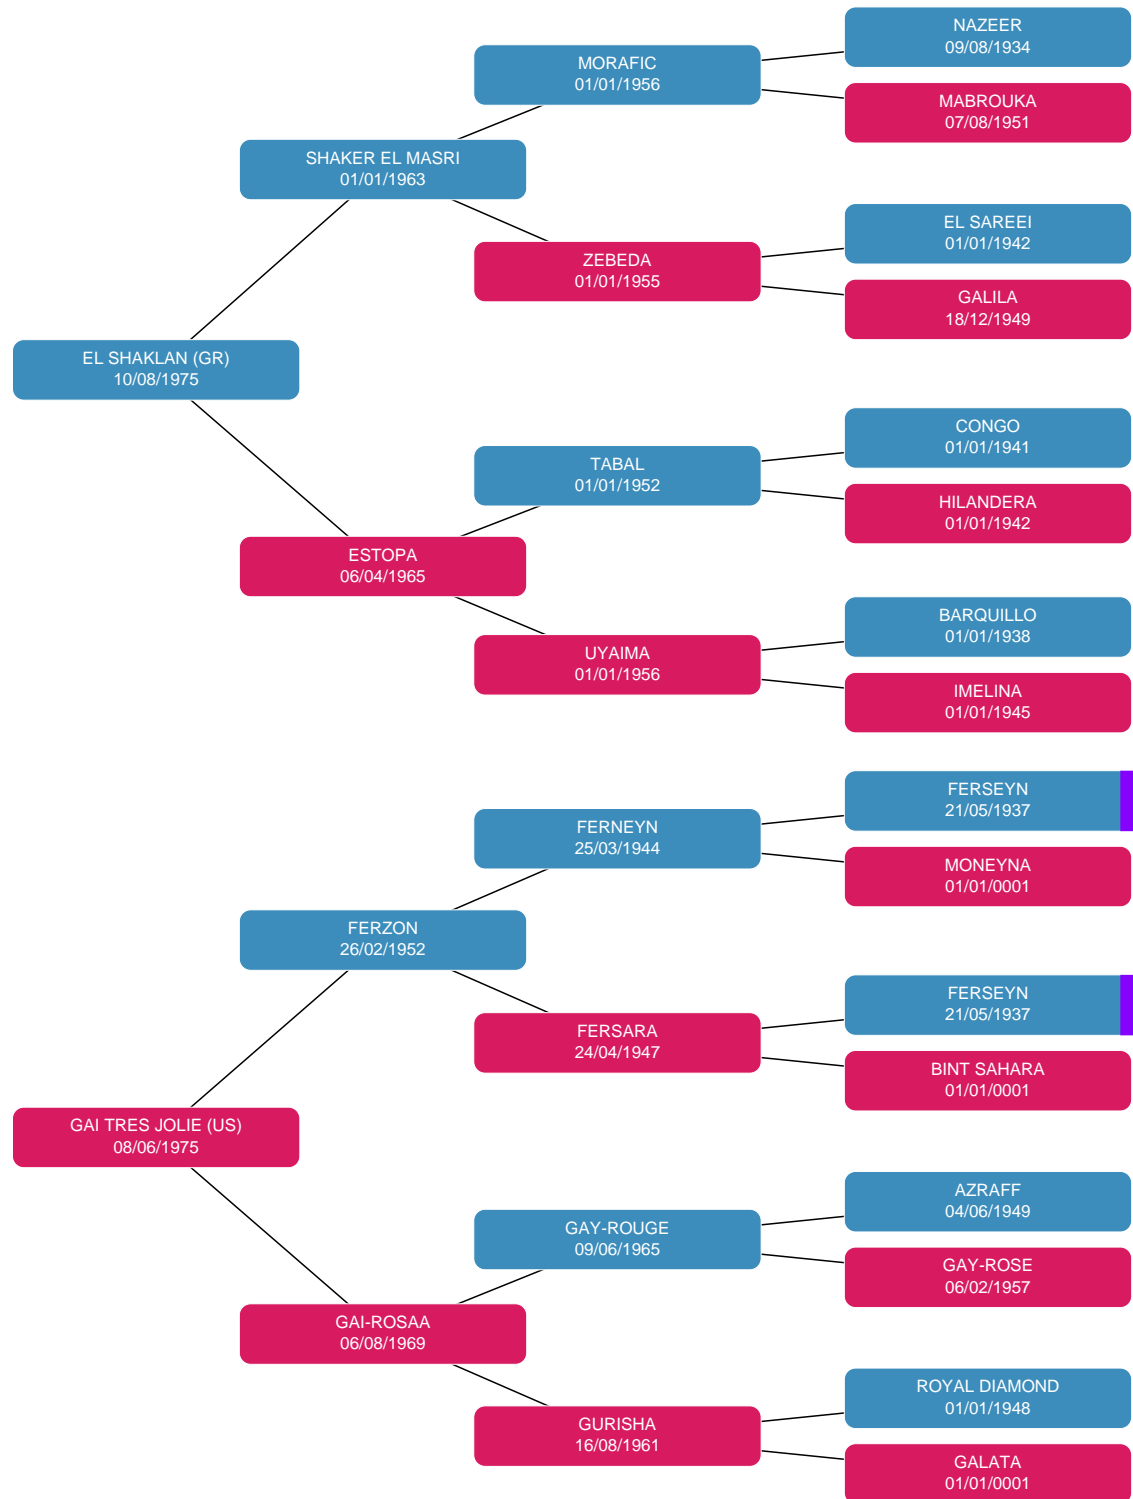 NAZEER
09/08/1934
MORAFIC
01/01/1956
MABROUKA
07/08/1951
SHAKER EL MASRI
01/01/1963
EL SAREEI
01/01/1942
ZEBEDA
01/01/1955
GALILA
18/12/1949
EL SHAKLAN (GR)
10/08/1975
CONGO
01/01/1941
TABAL
01/01/1952
HILANDERA
01/01/1942
ESTOPA
06/04/1965
BARQUILLO
01/01/1938
UYAIMA
01/01/1956
IMELINA
01/01/1945
FERSEYN
21/05/1937
FERNEYN
25/03/1944
MONEYNA
01/01/0001
FERZON
26/02/1952
FERSEYN
21/05/1937
FERSARA
24/04/1947
BINT SAHARA
01/01/0001
GAI TRES JOLIE (US)
08/06/1975
AZRAFF
04/06/1949
GAY-ROUGE
09/06/1965
GAY-ROSE
06/02/1957
GAI-ROSAA
06/08/1969
ROYAL DIAMOND
01/01/1948
GURISHA
16/08/1961
GALATA
01/01/0001